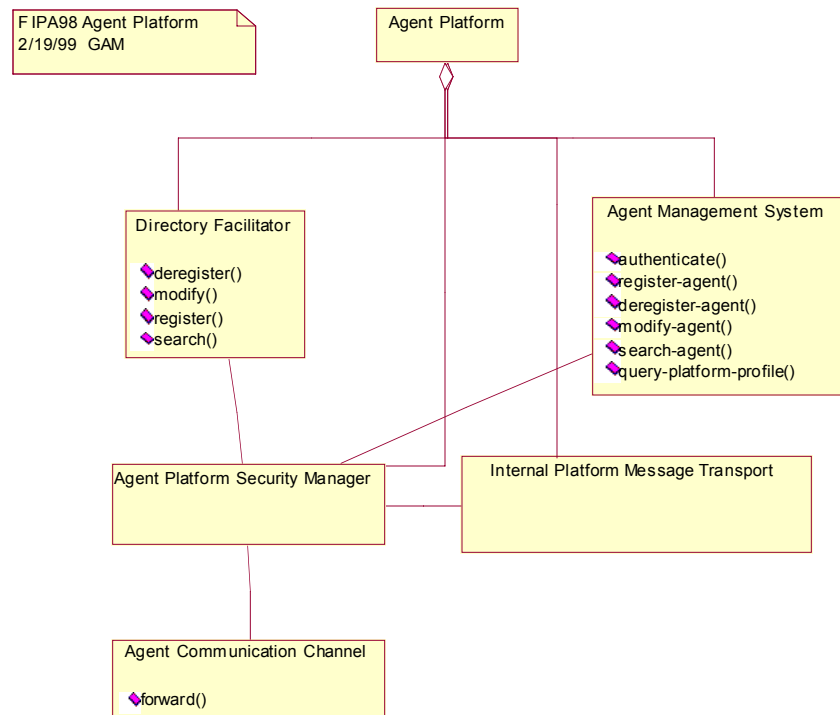 FIPA98 Agent Platform
2/19/99 GAM
Agent Platform
Directory Facilitator
deregister()
modify()
register()
search()
Agent Management System
authenticate()
register-agent()
deregister-agent()
modify-agent()
search-agent()
query-platform-profile()
Agent Platform Security Manager
Internal Platform Message Transport
Agent Communication Channel
forward()